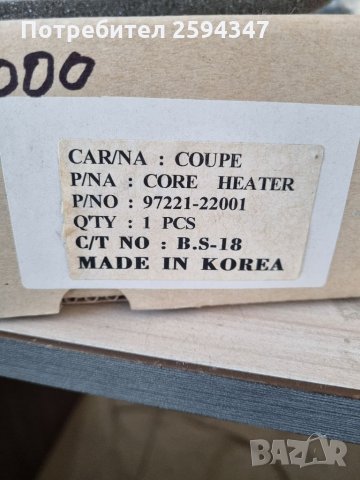 Потребител 2594347
000
CAR/NA : COUPE
P/NA : CORE HEATER
P/NO : 97221-22001
Q'TY : 1 PCS
C/T NO : B.S-18
MADE IN KOREA
BAZAR